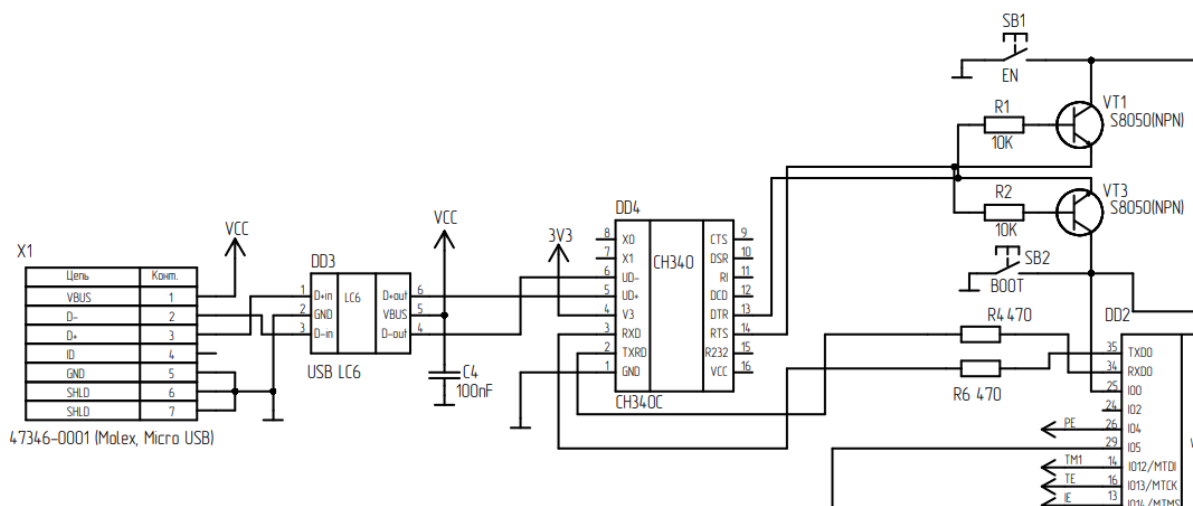 SB1
EN
R1
10K
VT1
S8050(NPN)
R2
10K
VT3
S8050(NPN)
SB2
BOOT
X1
Цепь Конт.
VBUS 1
D- 2
D+ 3
ID 4
GND 5
SHLD 6
SHLD 7
47346-0001 (Molex, Micro USB)
VCC
DD3
1 D+in LC6 D+out 6
2 GND VBUS 5
3 D-in D-out 4
USB LC6
VCC
C4
100nF
3V3
DD4
CH340
8 X0 CTS 9
7 X1 DSR 10
6 UD- RI 11
5 UD+ DCD 12
4 V3 DTR 13
3 RXD RTS 14
2 TXRD R232 15
1 GND VCC 16
CH340C
R4 470
R6 470
DD2
35 TXD0
34 RXD0
25 IO0
24 IO2
PE 26 IO4
29 IO5
TM1 14 IO12/MTDI
TE 16 IO13/MTCK
IE 13 IO14/MTMS